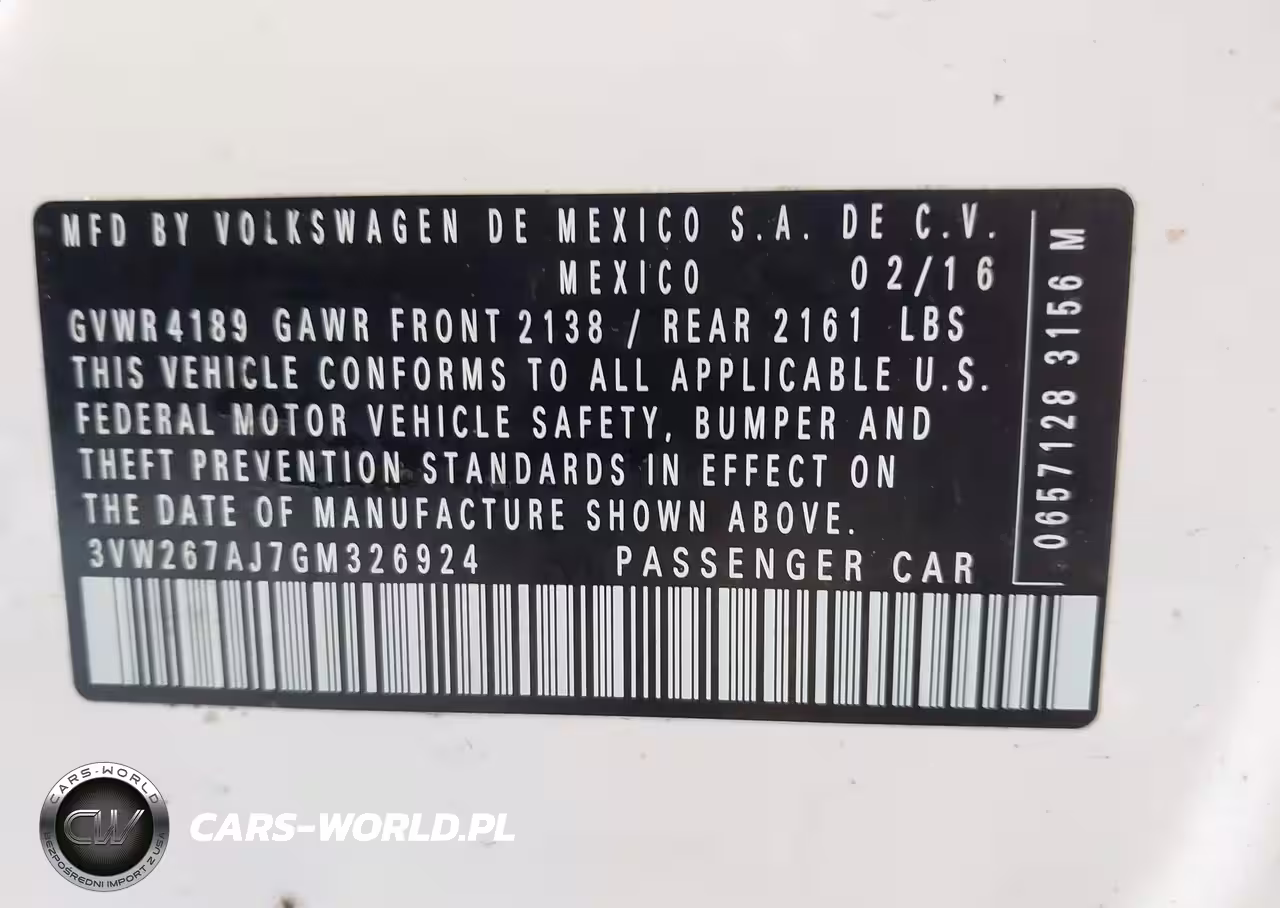 MFD BY VOLKSWAGEN DE MEXICO S.A. DE C.V.
MEXICO 02/16
GVWR4189 GAWR FRONT 2138 / REAR 2161 LBS
THIS VEHICLE CONFORMS TO ALL APPLICABLE U.S.
FEDERAL MOTOR VEHICLE SAFETY, BUMPER AND
THEFT PREVENTION STANDARDS IN EFFECT ON
THE DATE OF MANUFACTURE SHOWN ABOVE.
3VW267AJ7GM326924 PASSENGER CAR
0657128 3156 M
CARS-WORLD
CW
BEZPOŚREDNI IMPORT Z USA
CARS-WORLD.PL